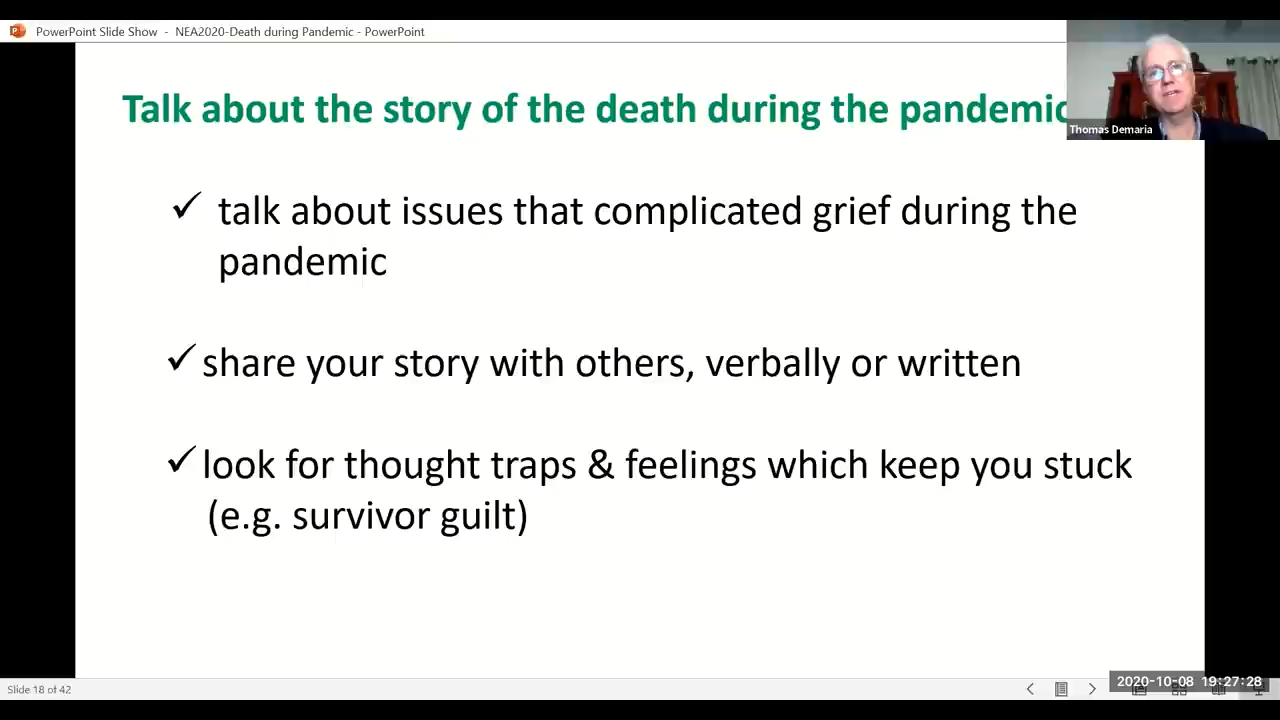 PowerPoint Slide Show - NEA2020-Death during Pandemic - PowerPoint
Talk about the story of the death during the pandemic
Thomas Demaria
✓ talk about issues that complicated grief during the
pandemic
✓ share your story with others, verbally or written
✓ look for thought traps & feelings which keep you stuck
(e.g. survivor guilt)
Slide 18 of 42
2020-10-08 19:27:28